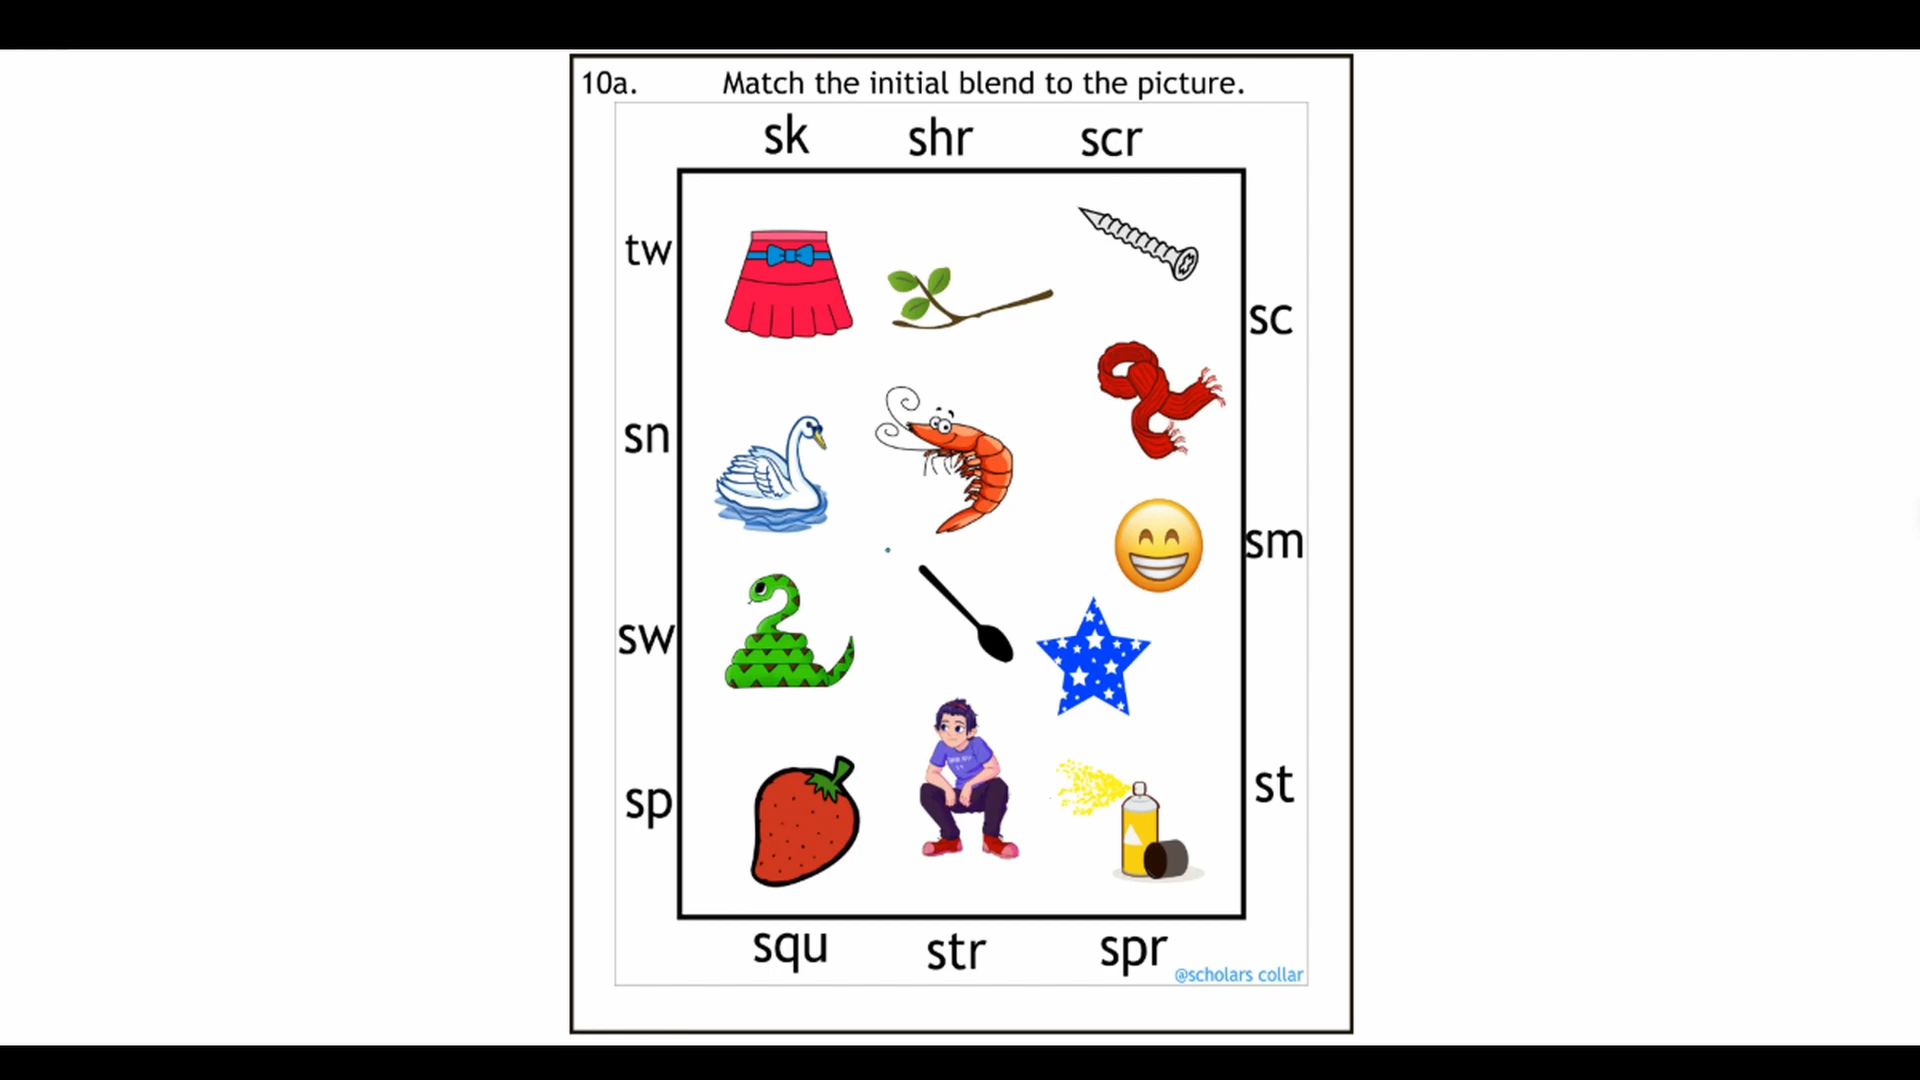 10a. Match the initial blend to the picture.
sk shr scr
tw
sc
sn
sm
sw
st
sp
squ str spr
@scholars collar